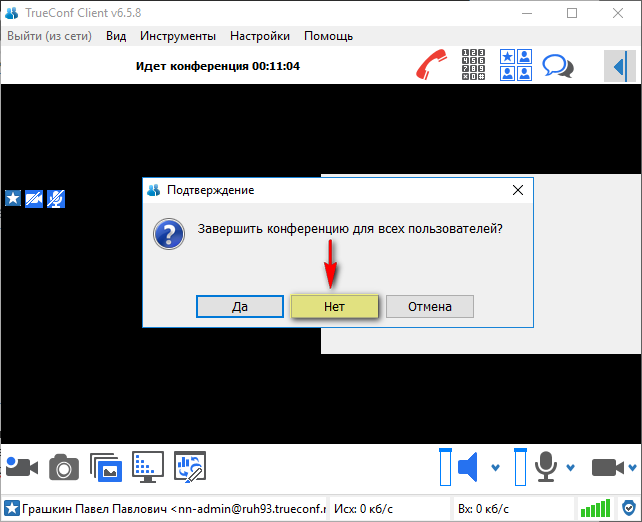 TrueConf Client v6.5.8
Выйти (из сети) Вид Инструменты Настройки Помощь
Идет конференция 00:11:04
Подтверждение
Завершить конференцию для всех пользователей?
Да Нет Отмена
Грашкин Павел Павлович <nn-admin@ruh93.trueconf.r Исх: 0 кб/с Вх: 0 кб/с